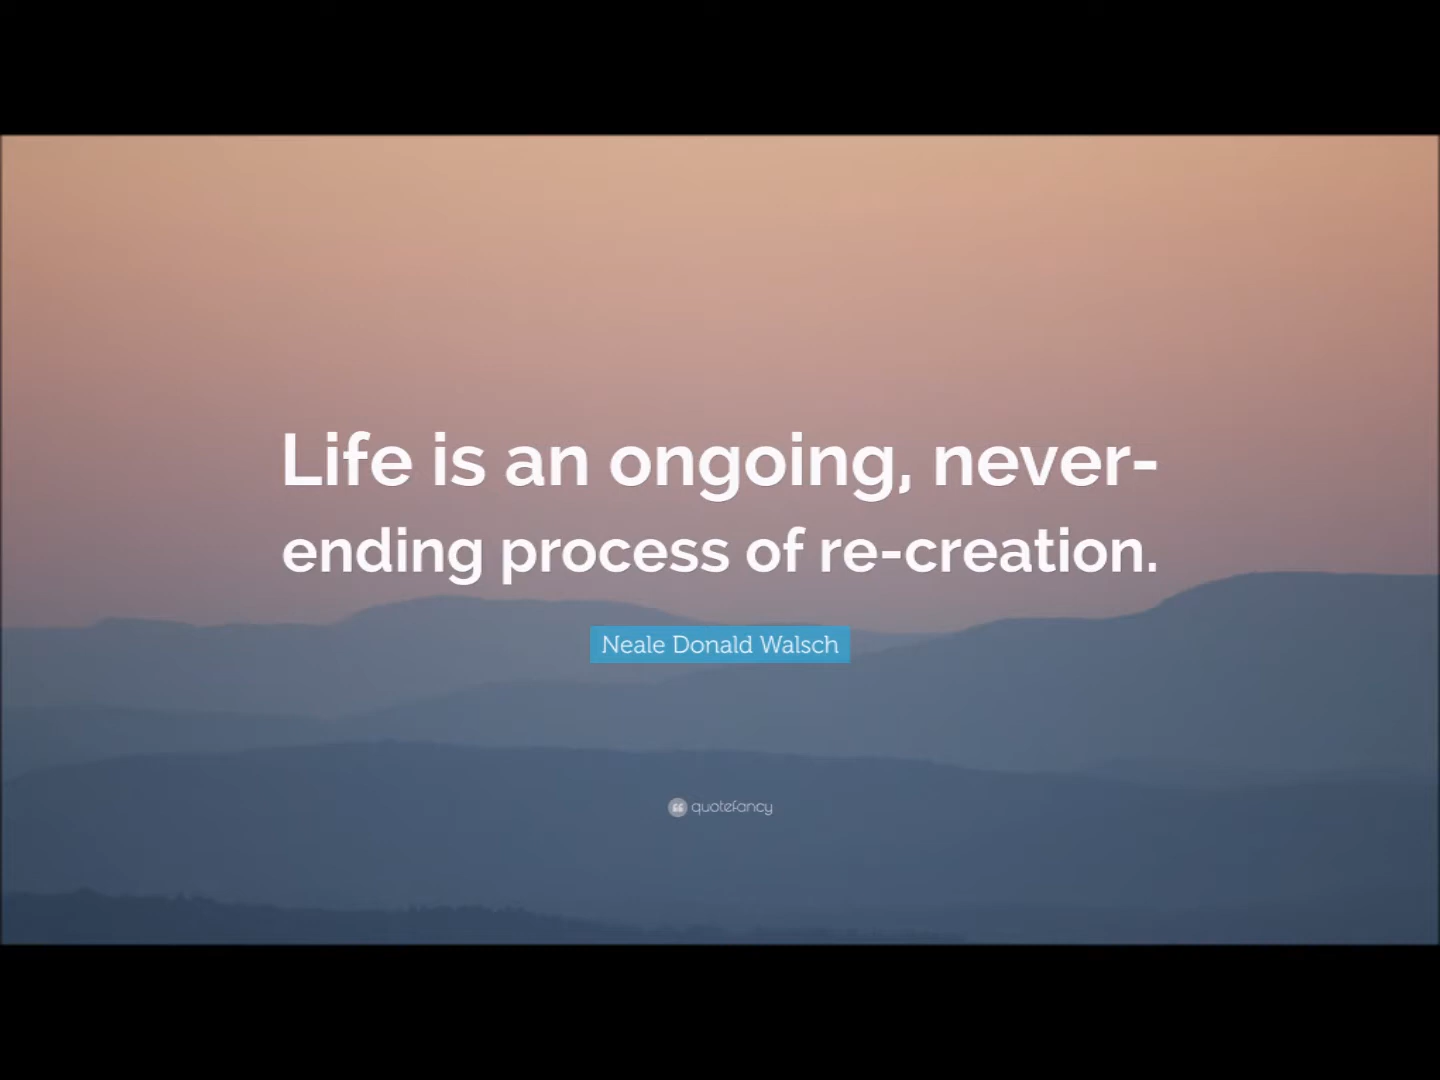 Life is an ongoing, never-
ending process of re-creation.
Neale Donald Walsch
quotefancy